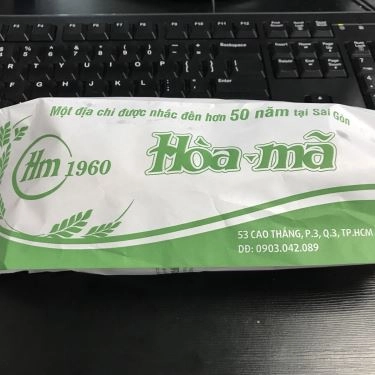 Một địa chỉ được nhắc đến hơn 50 năm tại Sài Gòn
Hm 1960
Hòa-mã
53 CAO THẮNG, P.3, Q.3, TP.HCM
DĐ: 0903.042.089